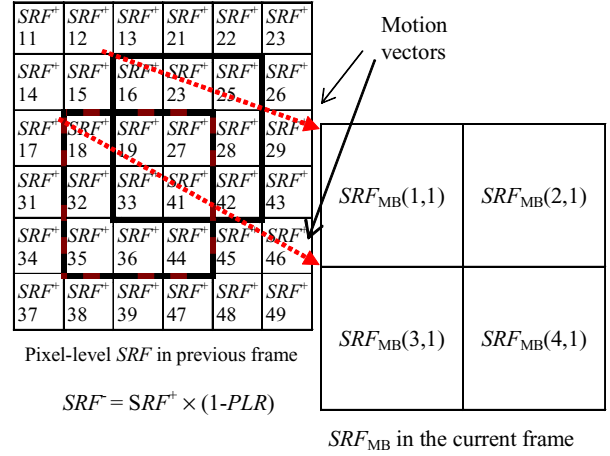 SRF⁺ SRF⁺ SRF⁺ SRF⁺ SRF⁺ SRF⁺
11 12 13 21 22 23
SRF⁺ SRF⁺ SRF⁺ SRF⁺ SRF⁺ SRF⁺
14 15 16 23 25 26
SRF⁺ SRF⁺ SRF⁺ SRF⁺ SRF⁺ SRF⁺
17 18 19 27 28 29
SRF⁺ SRF⁺ SRF⁺ SRF⁺ SRF⁺ SRF⁺
31 32 33 41 42 43
SRF⁺ SRF⁺ SRF⁺ SRF⁺ SRF⁺ SRF⁺
34 35 36 44 45 46
SRF⁺ SRF⁺ SRF⁺ SRF⁺ SRF⁺ SRF⁺
37 38 39 47 48 49
Pixel-level SRF in previous frame
SRF⁻ = SRF⁺ × (1-PLR)
Motion
vectors
SRF_MB(1,1) SRF_MB(2,1)
SRF_MB(3,1) SRF_MB(4,1)
SRF_MB in the current frame